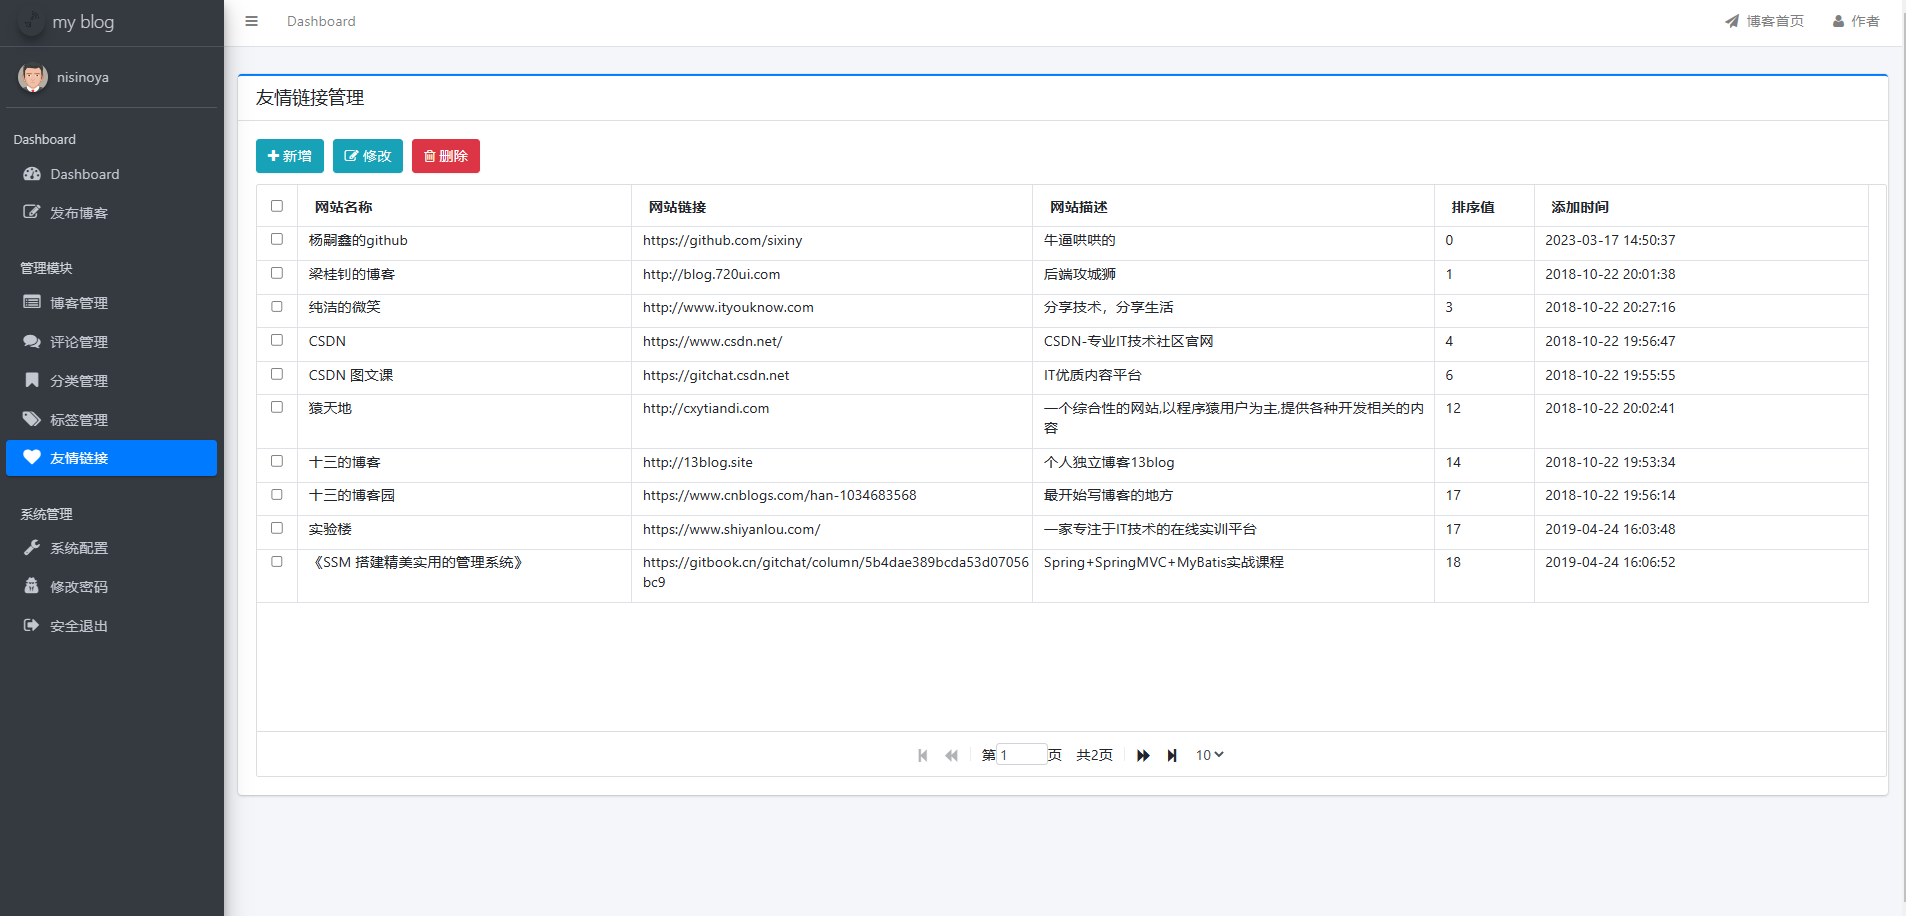 my blog
Dashboard
博客首页
作者
nisinoya
Dashboard
Dashboard
发布博客
管理模块
博客管理
评论管理
分类管理
标签管理
友情链接
系统管理
系统配置
修改密码
安全退出
友情链接管理
新增 修改 删除
网站名称 网站链接 网站描述 排序值 添加时间
杨嗣鑫的github https://github.com/sixiny 牛逼哄哄的 0 2023-03-17 14:50:37
梁桂钊的博客 http://blog.720ui.com 后端攻城狮 1 2018-10-22 20:01:38
纯洁的微笑 http://www.ityouknow.com 分享技术，分享生活 3 2018-10-22 20:27:16
CSDN https://www.csdn.net/ CSDN-专业IT技术社区官网 4 2018-10-22 19:56:47
CSDN 图文课 https://gitchat.csdn.net IT优质内容平台 6 2018-10-22 19:55:55
猿天地 http://cxytiandi.com 一个综合性的网站,以程序猿用户为主,提供各种开发相关的内 12 2018-10-22 20:02:41
容
十三的博客 http://13blog.site 个人独立博客13blog 14 2018-10-22 19:53:34
十三的博客园 https://www.cnblogs.com/han-1034683568 最开始写博客的地方 17 2018-10-22 19:56:14
实验楼 https://www.shiyanlou.com/ 一家专注于IT技术的在线实训平台 17 2019-04-24 16:03:48
《SSM 搭建精美实用的管理系统》 https://gitbook.cn/gitchat/column/5b4dae389bcda53d07056 Spring+SpringMVC+MyBatis实战课程 18 2019-04-24 16:06:52
bc9
第 1 页 共2页 10